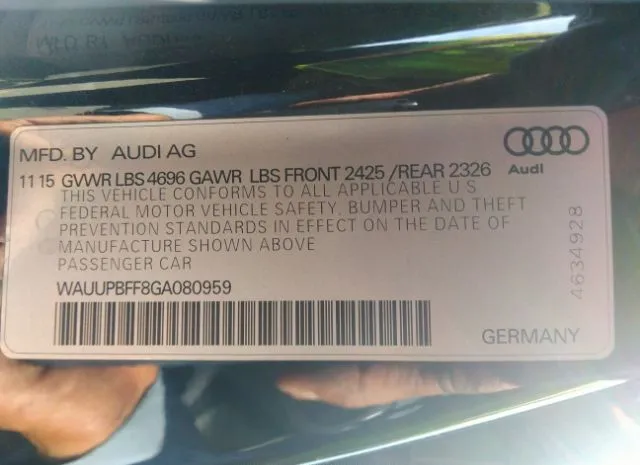 MFD. BY AUDI AG
11 15 GVWR LBS 4696 GAWR LBS FRONT 2425 /REAR 2326
THIS VEHICLE CONFORMS TO ALL APPLICABLE U S
FEDERAL MOTOR VEHICLE SAFETY, BUMPER AND THEFT
PREVENTION STANDARDS IN EFFECT ON THE DATE OF
MANUFACTURE SHOWN ABOVE
PASSENGER CAR
WAUUPBFF8GA080959
Audi
4634928
GERMANY